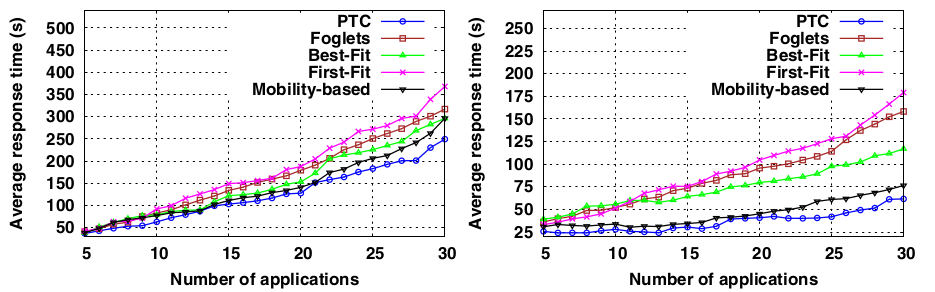 Average response time (s)
500
450
400
350
300
250
200
150
100
50
5
10
15
20
25
30
Number of applications
PTC
Foglets
Best-Fit
First-Fit
Mobility-based
Average response time (s)
250
225
200
175
150
125
100
75
50
25
5
10
15
20
25
30
Number of applications
PTC
Foglets
Best-Fit
First-Fit
Mobility-based